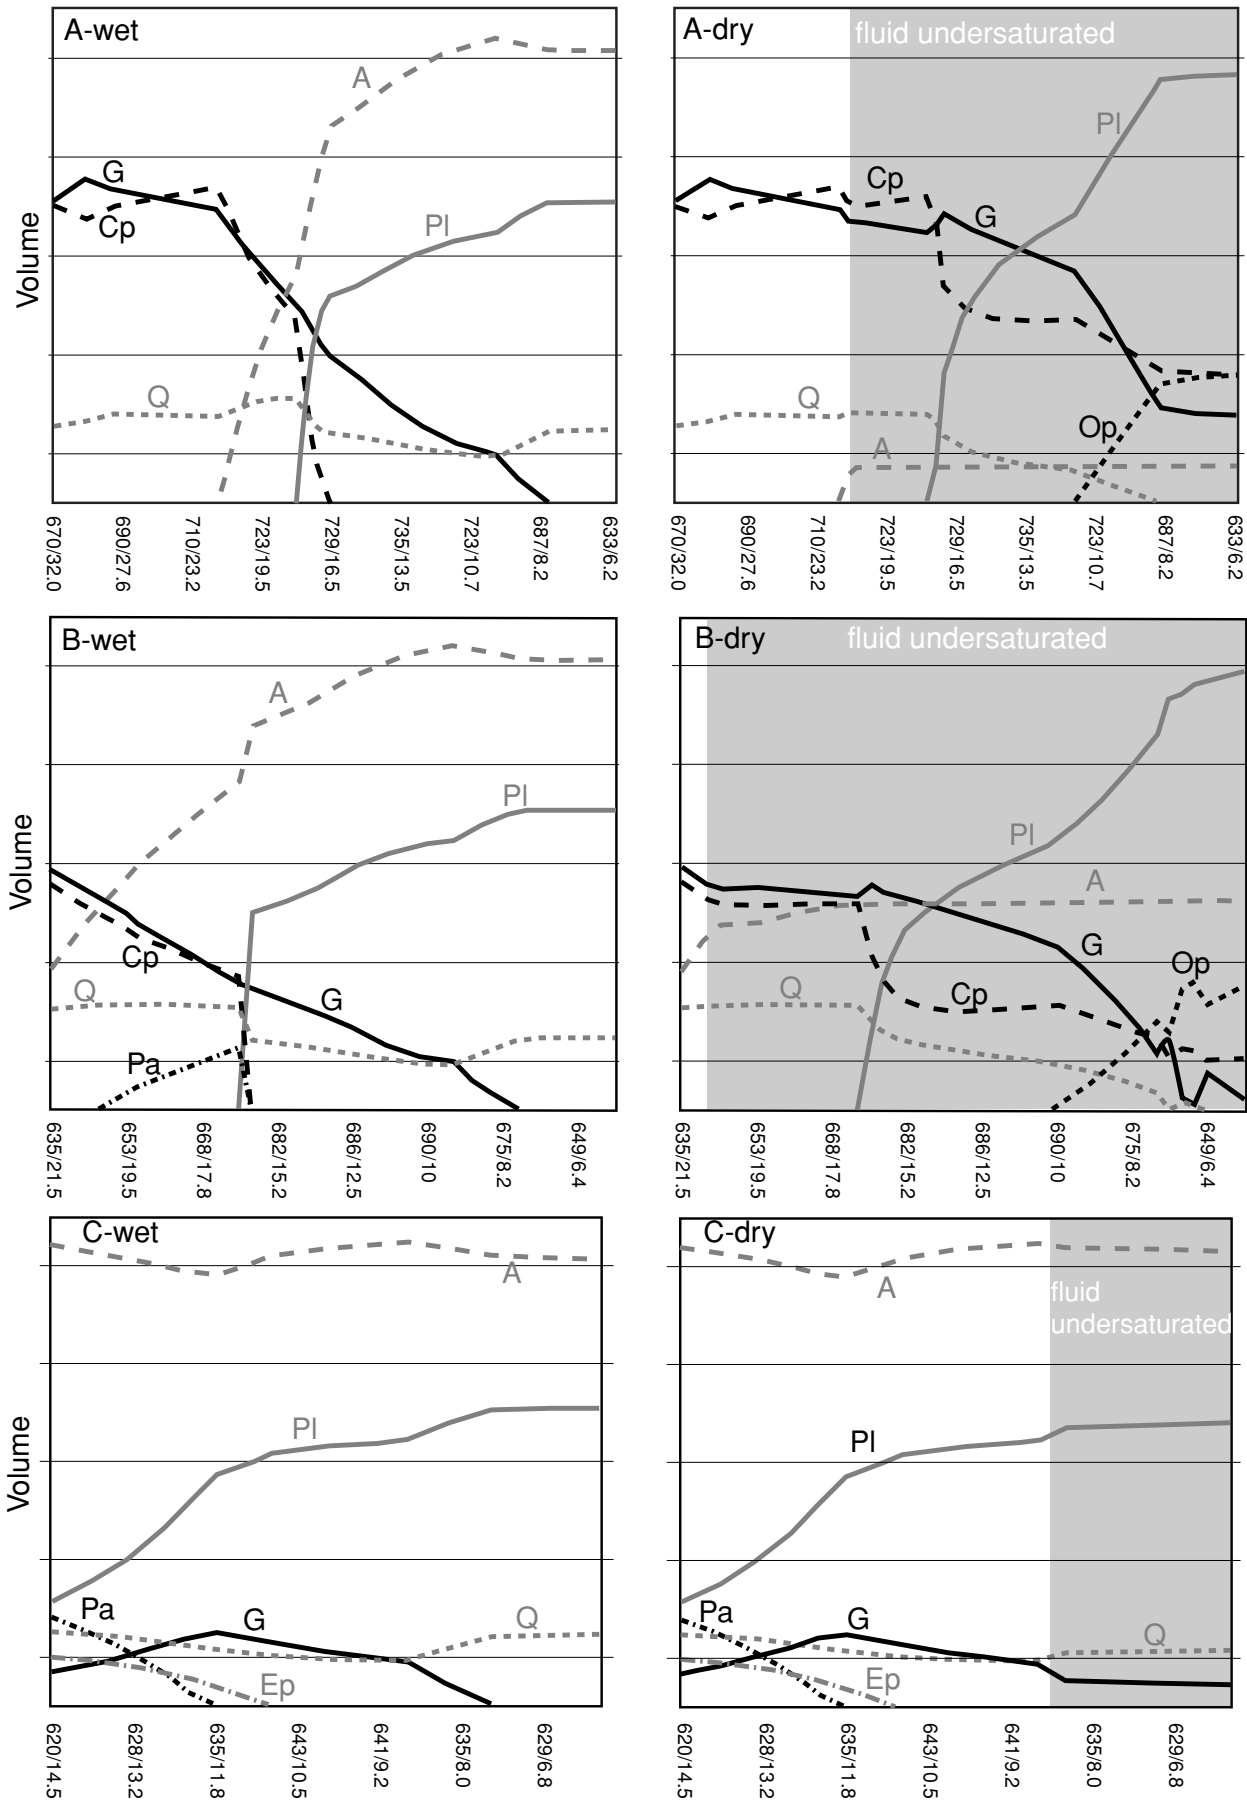 A-wet
A
G
Cp
Pl
Q
Volume
670/32.0
690/27.6
710/23.2
723/19.5
729/16.5
735/13.5
723/10.7
687/8.2
633/6.2
A-dry
fluid undersaturated
Pl
Cp
G
Q
A
Op
670/32.0
690/27.6
710/23.2
723/19.5
729/16.5
735/13.5
723/10.7
687/8.2
633/6.2
B-wet
A
Pl
Cp
Q
G
Pa
Volume
635/21.5
653/19.5
668/17.8
682/15.2
686/12.5
690/10
675/8.2
649/6.4
B-dry
fluid undersaturated
Pl
A
G
Op
Q
Cp
635/21.5
653/19.5
668/17.8
682/15.2
686/12.5
690/10
675/8.2
649/6.4
C-wet
A
Pl
Pa
G
Q
Ep
Volume
620/14.5
628/13.2
635/11.8
643/10.5
641/9.2
635/8.0
629/6.8
C-dry
A
fluid
undersaturated
Pl
Pa
G
Q
Ep
620/14.5
628/13.2
635/11.8
643/10.5
641/9.2
635/8.0
629/6.8